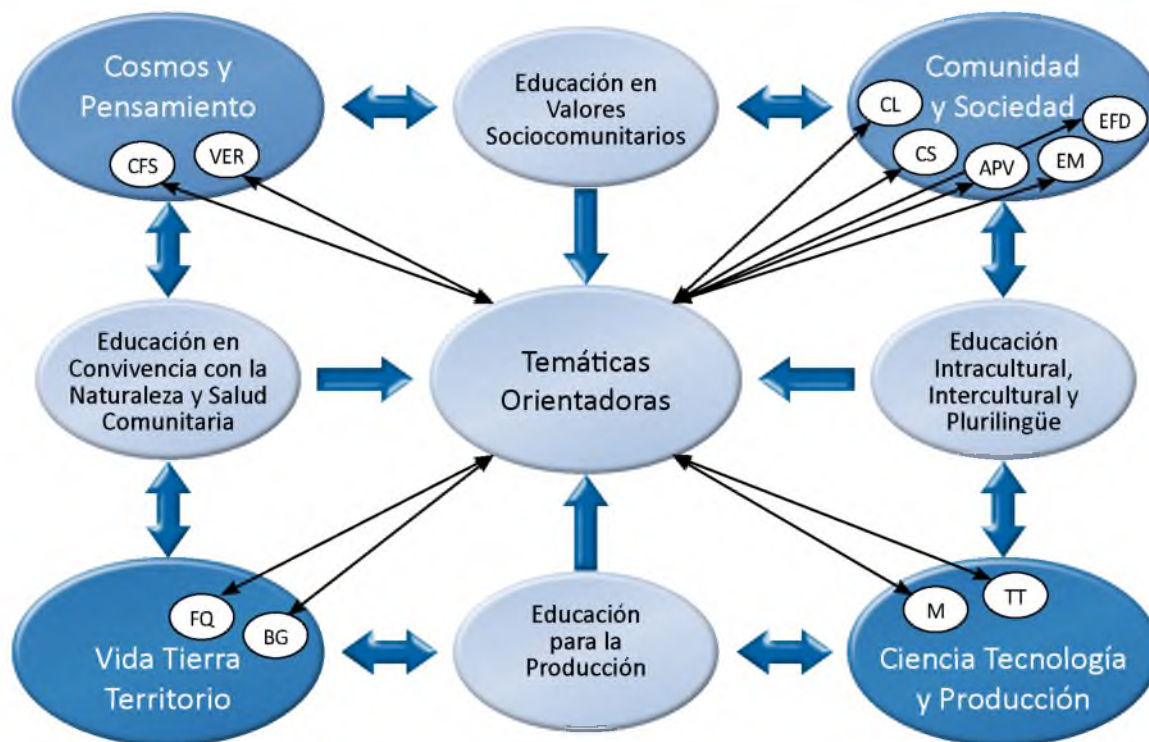 Cosmos y
Pensamiento
CFS
VER
Educación en
Valores
Sociocomunitarios
Comunidad
y Sociedad
CL
CS
APV
EM
EFD
Educación en
Convivencia con la
Naturaleza y Salud
Comunitaria
Temáticas
Orientadoras
Educación
Intracultural,
Intercultural y
Plurilingüe
FQ
BG
Vida Tierra
Territorio
Educación
para la
Producción
M
TT
Ciencia Tecnología
y Producción